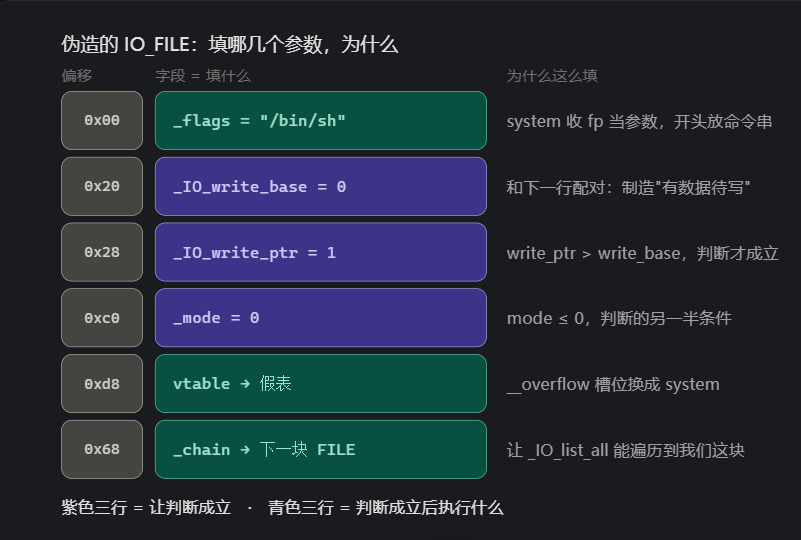 伪造的 IO_FILE：填哪几个参数，为什么
偏移 字段 = 填什么 为什么这么填
0x00 _flags = "/bin/sh" system 收 fp 当参数，开头放命令串
0x20 _IO_write_base = 0 和下一行配对：制造"有数据待写"
0x28 _IO_write_ptr = 1 write_ptr > write_base，判断才成立
0xc0 _mode = 0 mode ≤ 0，判断的另一半条件
0xd8 vtable → 假表 __overflow 槽位换成 system
0x68 _chain → 下一块 FILE 让 _IO_list_all 能遍历到我们这块
紫色三行 = 让判断成立 · 青色三行 = 判断成立后执行什么